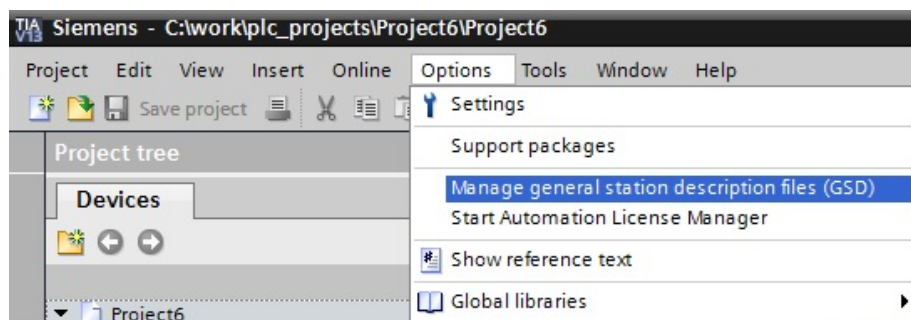 TIA V13 Siemens - C:\work\plc_projects\Project6\Project6
Project Edit View Insert Online Options Tools Window Help
Save project
Settings
Support packages
Project tree
Manage general station description files (GSD)
Devices
Start Automation License Manager
Show reference text
Global libraries
Project6